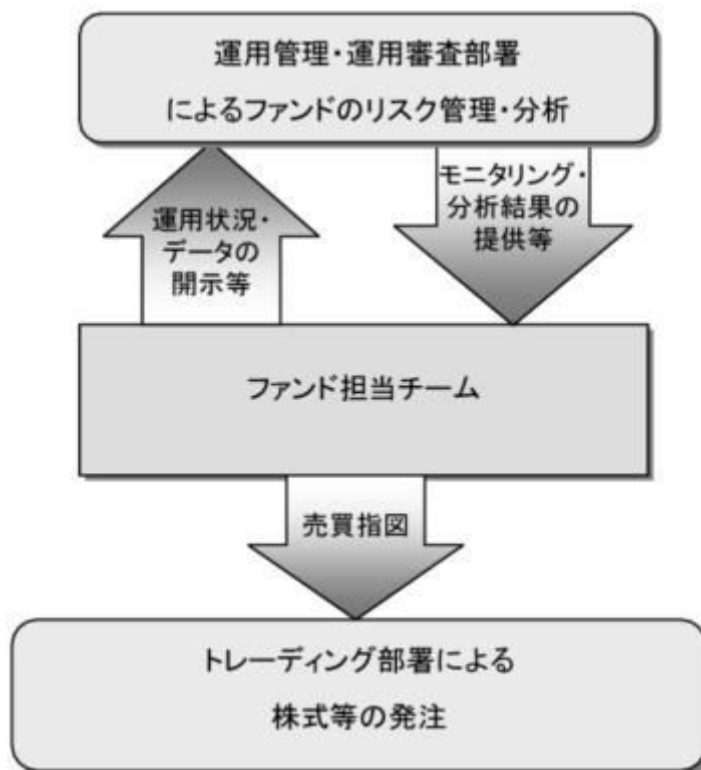 運用管理・運用審査部署
によるファンドのリスク管理・分析
運用状況・
データの
開示等
モニタリング・
分析結果の
提供等
ファンド担当チーム
売買指図
トレーディング部署による
株式等の発注